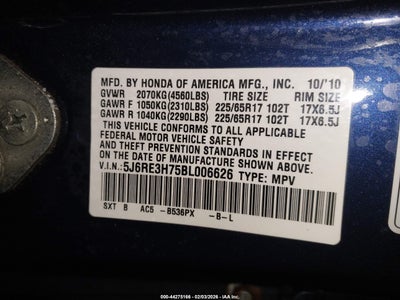 MFD. BY HONDA OF AMERICA MFG., INC. 10/'10
GVWR 2070KG(4560LBS) TIRE SIZE RIM SIZE
GAWR F 1050KG(2310LBS) 225/65R17 102T 17X6.5J
GAWR R 1040KG(2290LBS) 225/65R17 102T 17X6.5J
THIS VEHICLE CONFORMS TO ALL APPLICABLE
FEDERAL MOTOR VEHICLE SAFETY
AND THEFT PREVENTION STANDARDS IN
EFFECT ON THE DATE OF MANUFACTURE SHOWN ABOVE.
V.I.N.: 5J6RE3H75BL006626 TYPE: MPV
SXT B AC5 -B536PX -B-L
000-44275166 - 02/03/2026 - IAAI.COM